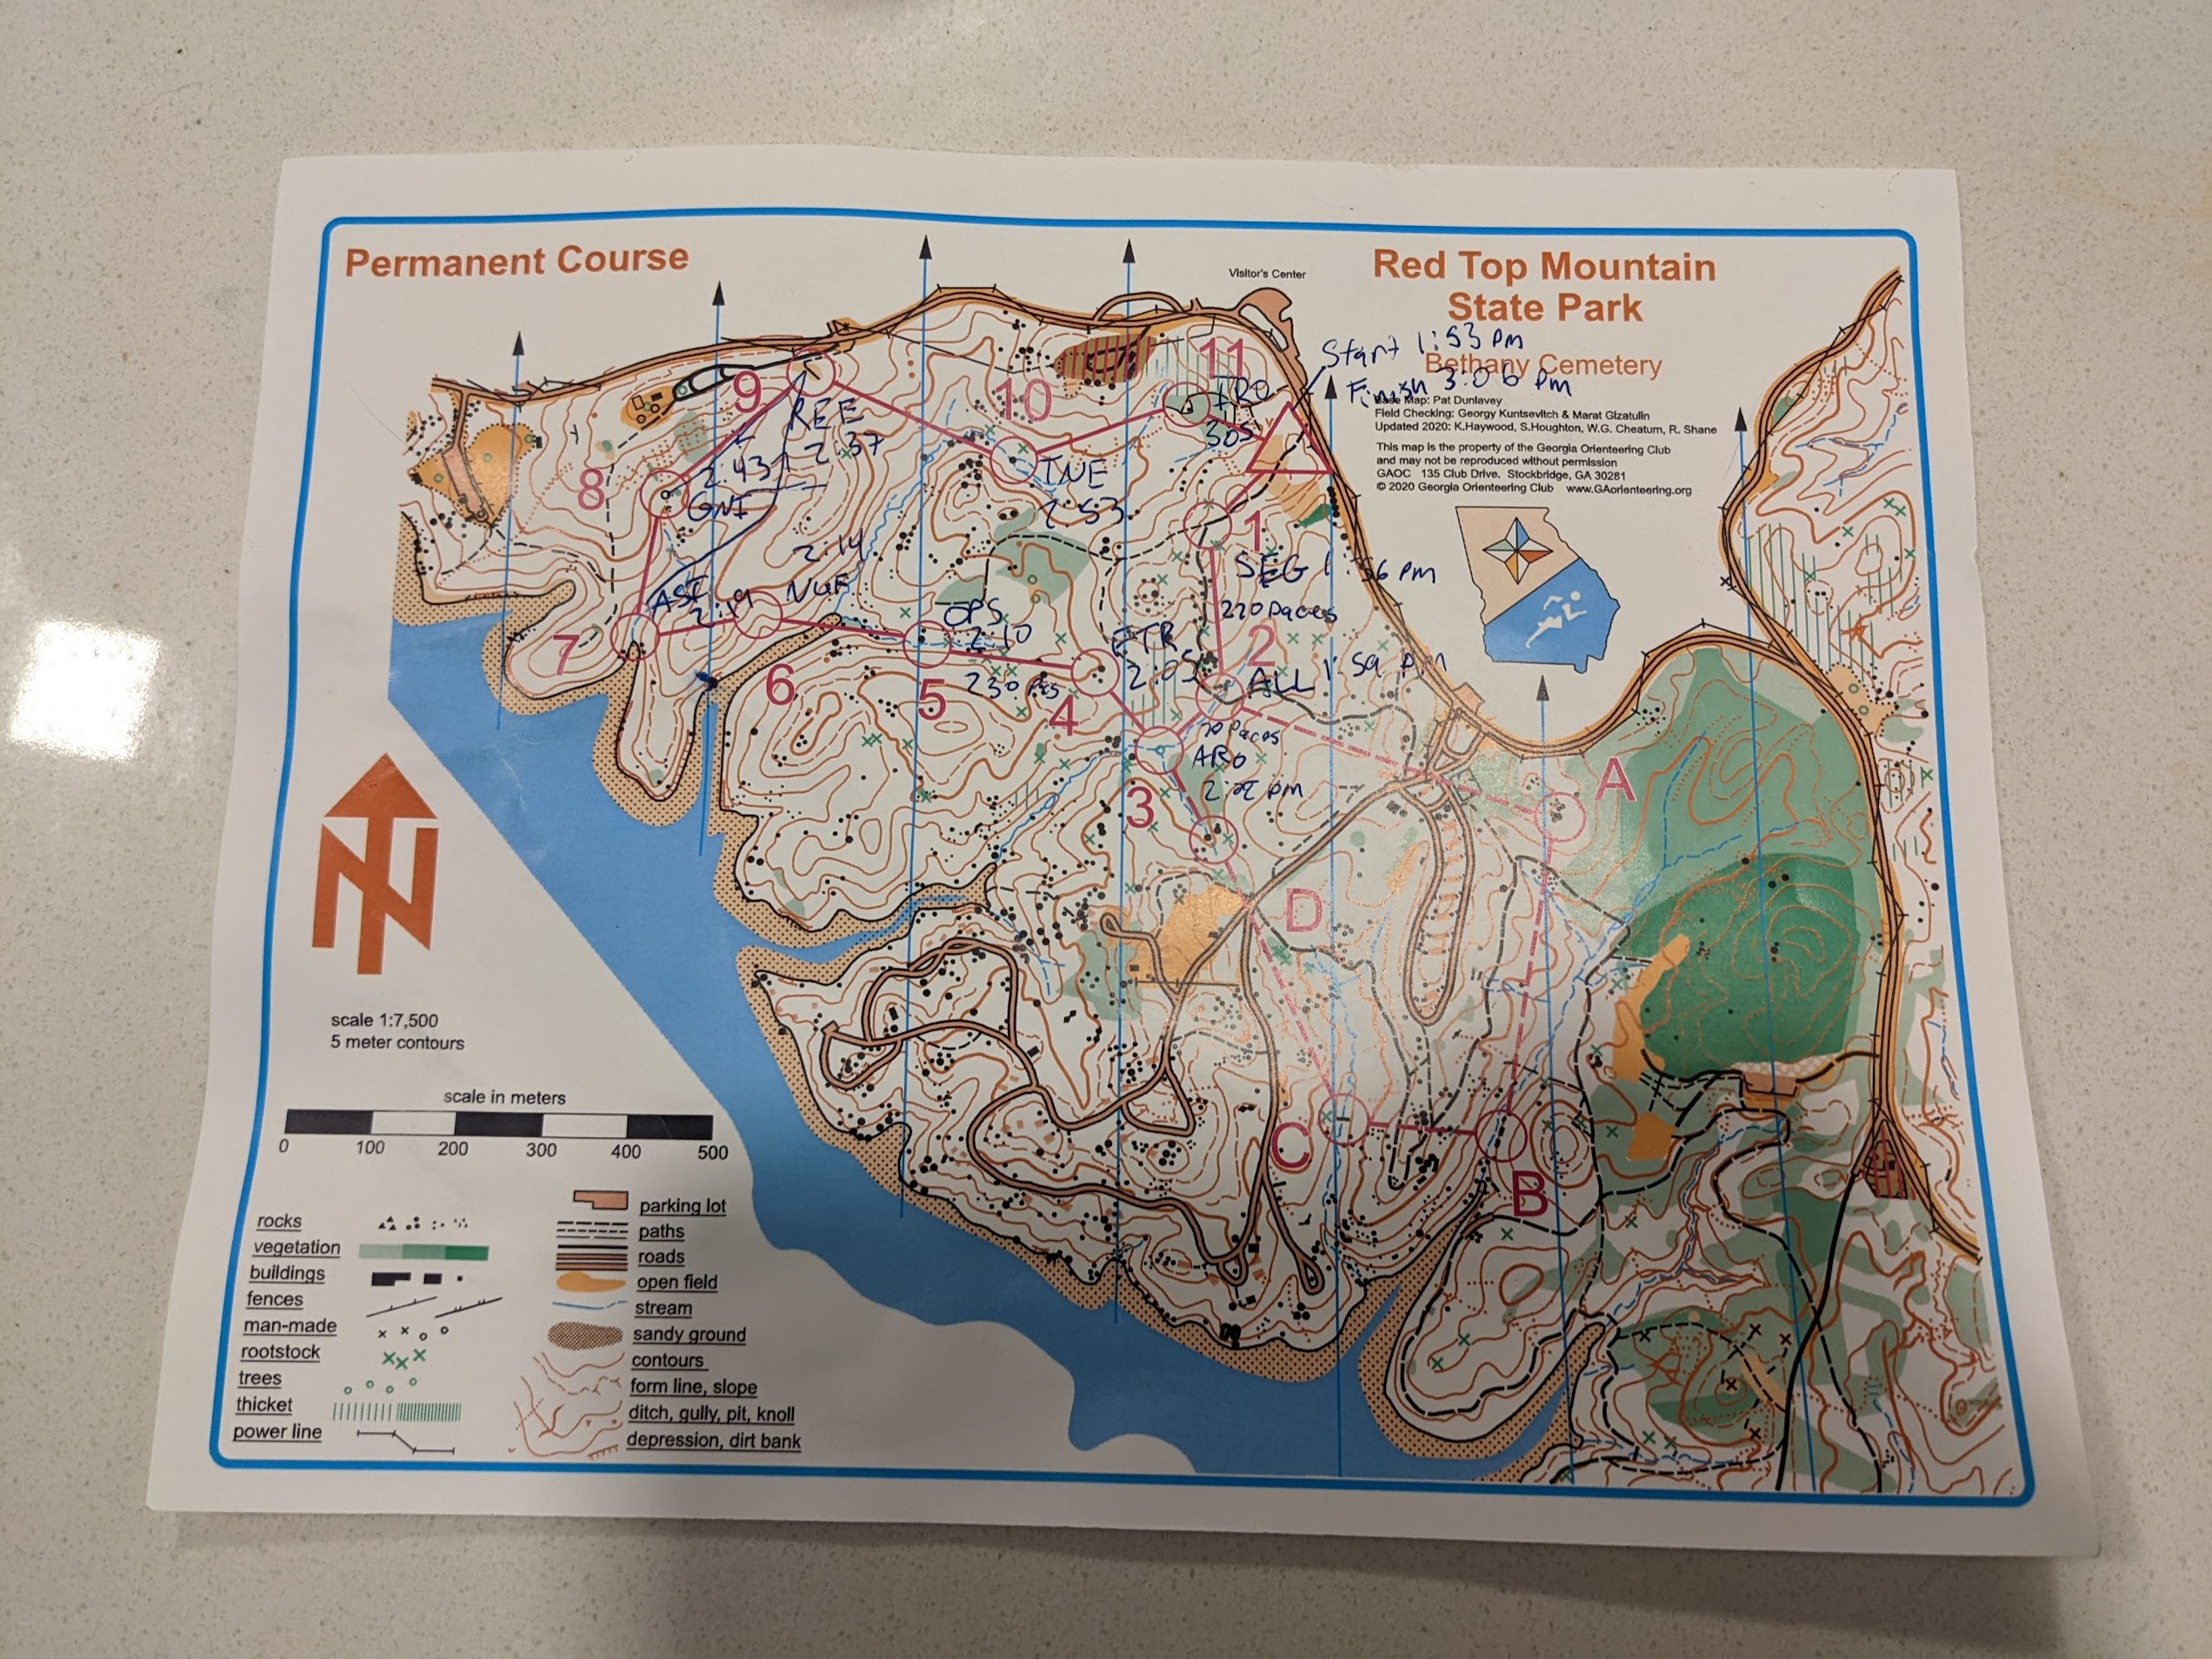 Permanent Course
Visitor's Center
Red Top Mountain
State Park
Bethany Cemetery
Start 1:53 pm
Finish 3:06 pm
Base Map: Pat Dunlavey
Field Checking: Georgy Kuntsevitch & Marat Gizatulin
Updated 2020: K.Haywood, S.Houghton, W.G. Cheatum, R. Shane
This map is the property of the Georgia Orienteering Club
and may not be reproduced without permission
GAOC 135 Club Drive. Stockbridge, GA 30281
© 2020 Georgia Orienteering Club www.GAorienteering.org
11
TRO
305
9
REE
2:37
10
TNE
2:53
8
2:43
GNI
1
SEG 1:56 pm
220 paces
2
ALL 1:59 pm
7
ASE
2:19
2:14
NUE
6
OPS
2:10
5
230 Pcs
ETR
2:05
4
70 Paces
ARO
3
A
D
C
B
N
scale 1:7,500
5 meter contours
scale in meters
0 100 200 300 400 500
rocks
vegetation
buildings
fences
man-made
rootstock
trees
thicket
power line
parking lot
paths
roads
open field
stream
sandy ground
contours
form line, slope
ditch, gully, pit, knoll
depression, dirt bank